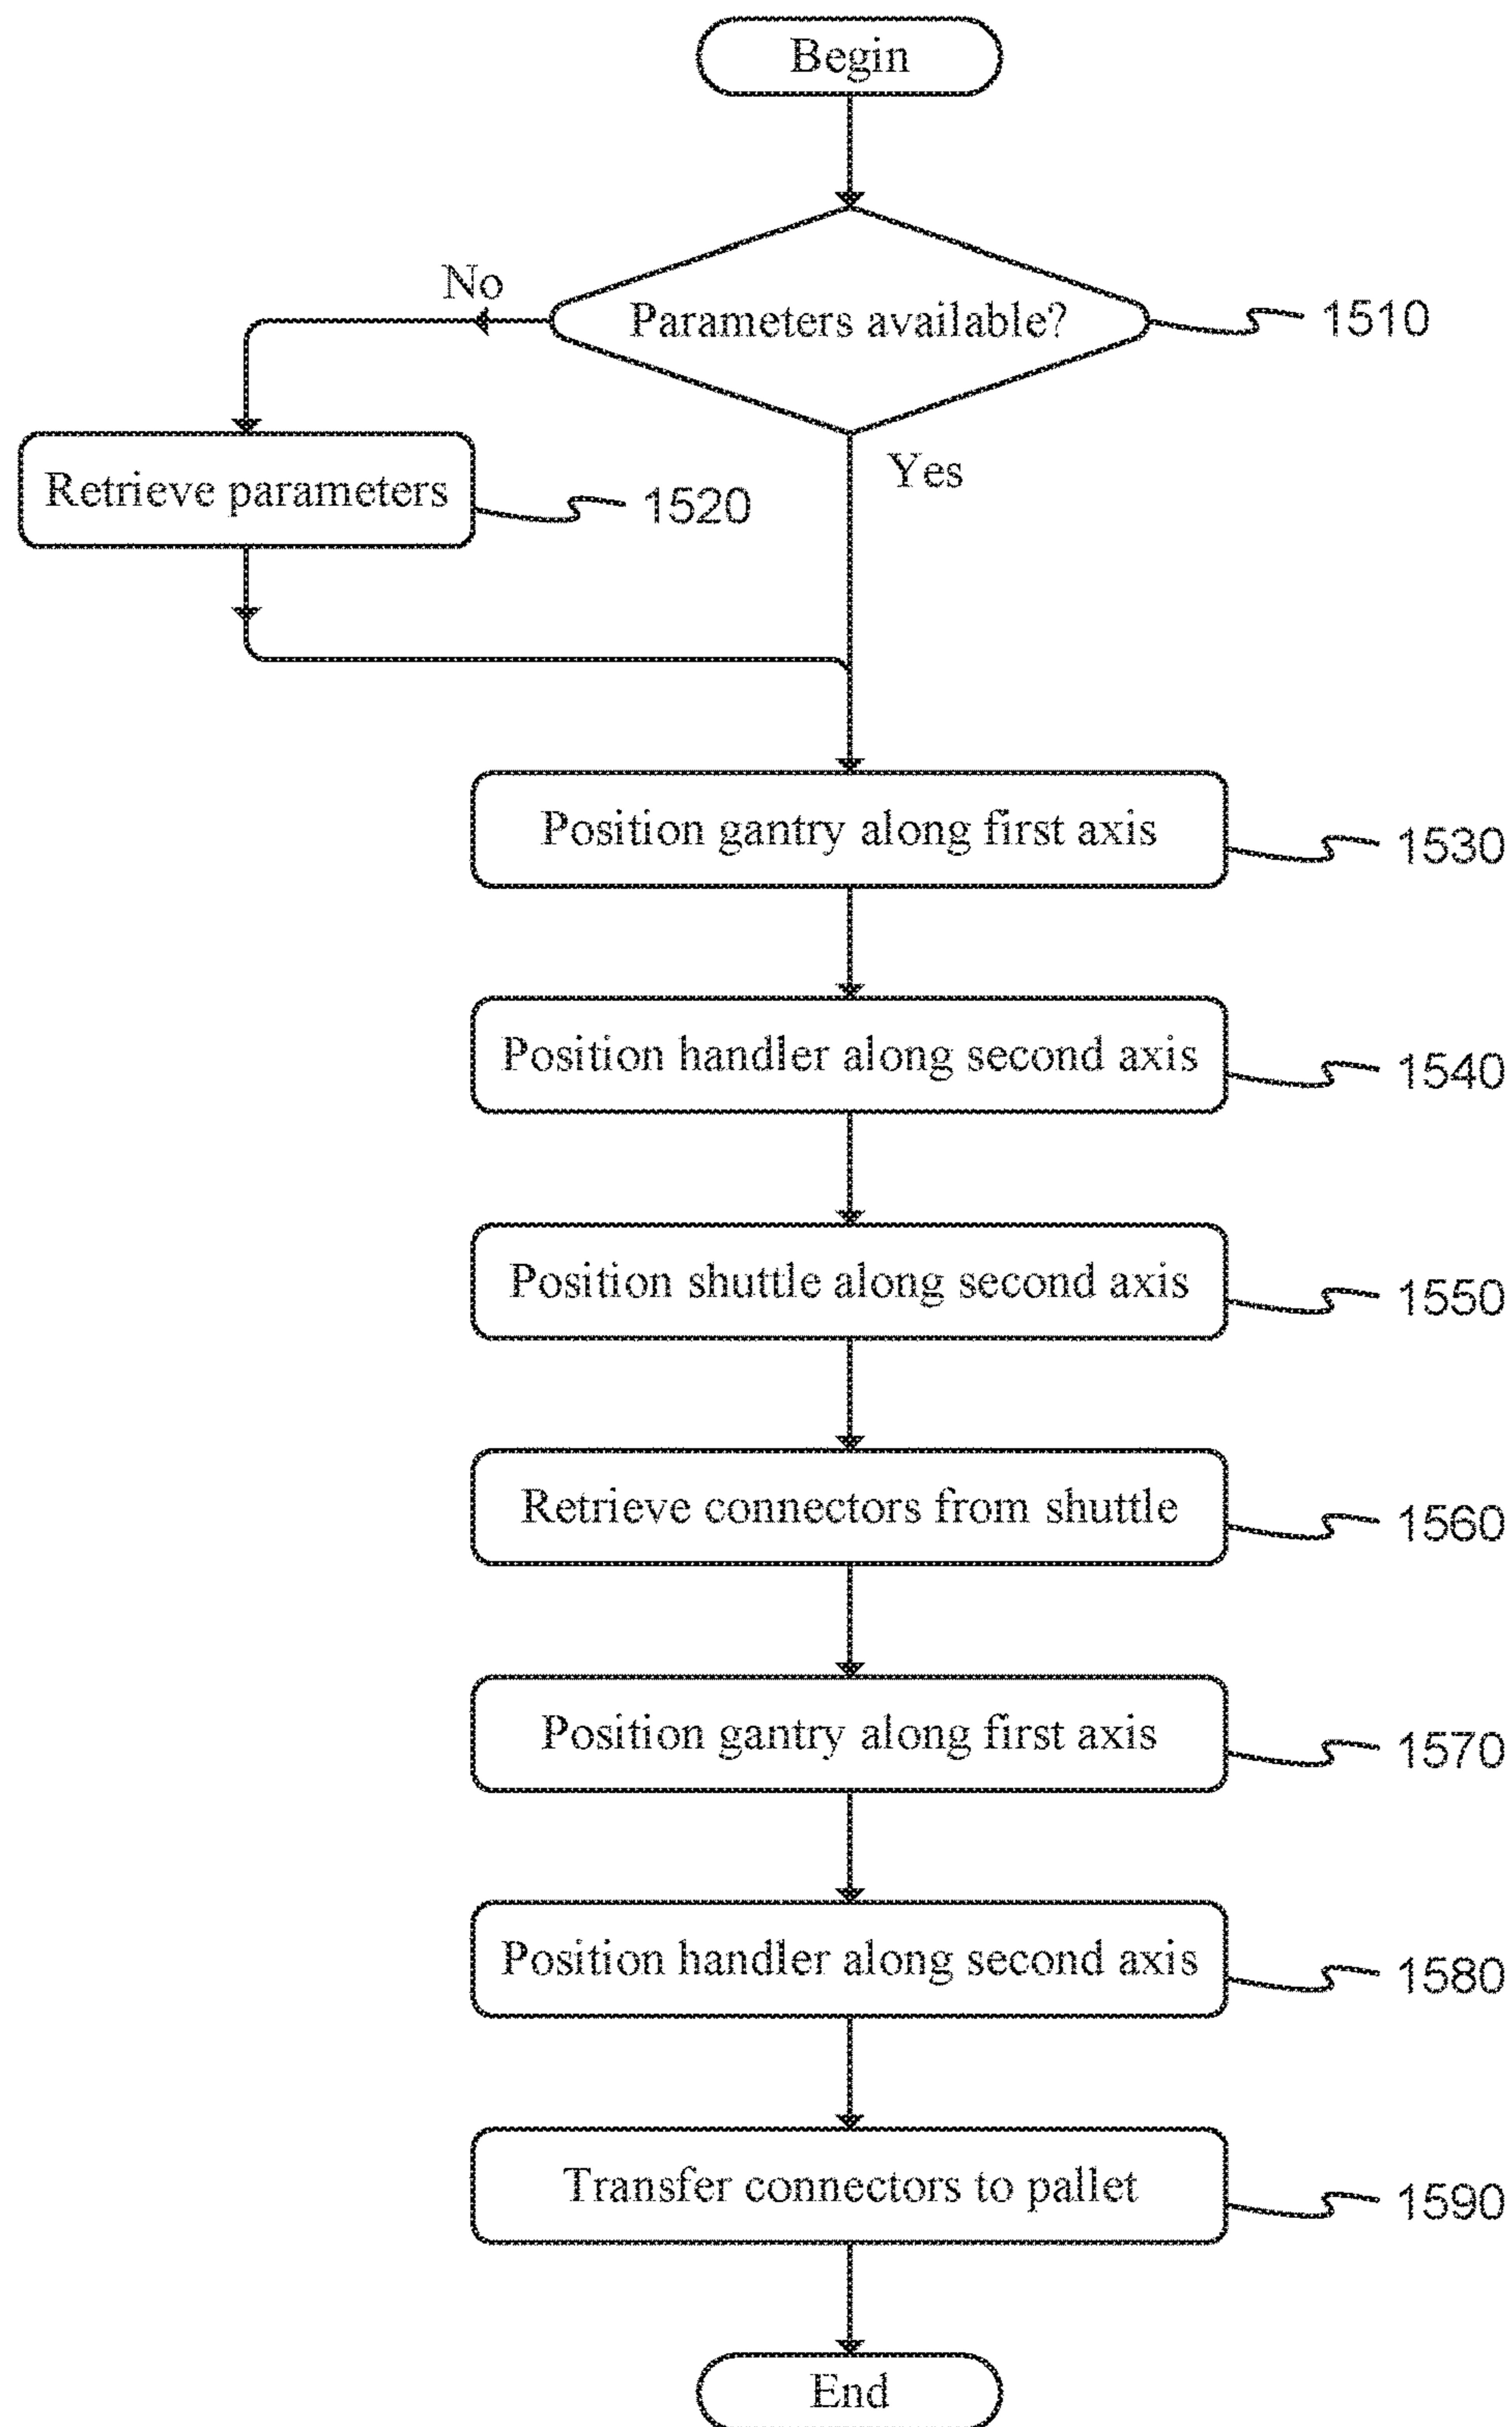 Begin
No
Parameters available?
1510
Yes
Retrieve parameters
1520
Position gantry along first axis
1530
Position handler along second axis
1540
Position shuttle along second axis
1550
Retrieve connectors from shuttle
1560
Position gantry along first axis
1570
Position handler along second axis
1580
Transfer connectors to pallet
1590
End